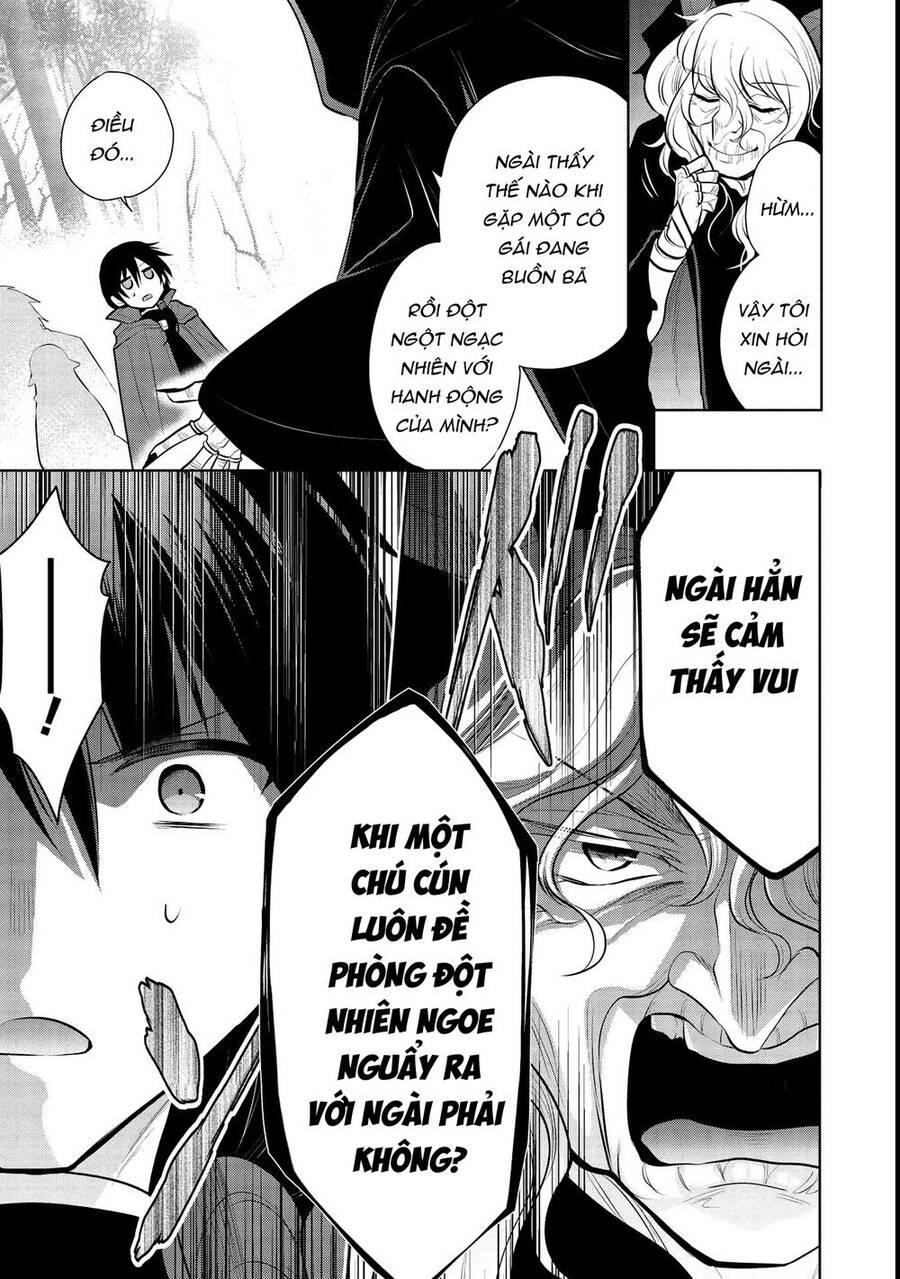 HỪM...
VẬY TÔI
XIN HỎI
NGÀI...
NGÀI THẤY
THẾ NÀO KHI
GẶP MỘT CÔ
GÁI ĐANG
BUỒN BÃ
RỒI ĐỘT
NGỘT NGẠC
NHIÊN VỚI
HANH ĐỘNG
CỦA MÌNH?
ĐIỀU
ĐÓ...
NGÀI HẲN
SẼ CẢM
THẤY VUI
KHI MỘT
CHÚ CÚN
LUÔN ĐỀ
PHÒNG ĐỘT
NHIÊN NGOE
NGUẨY RA
VỚI NGÀI PHẢI
KHÔNG?
—!